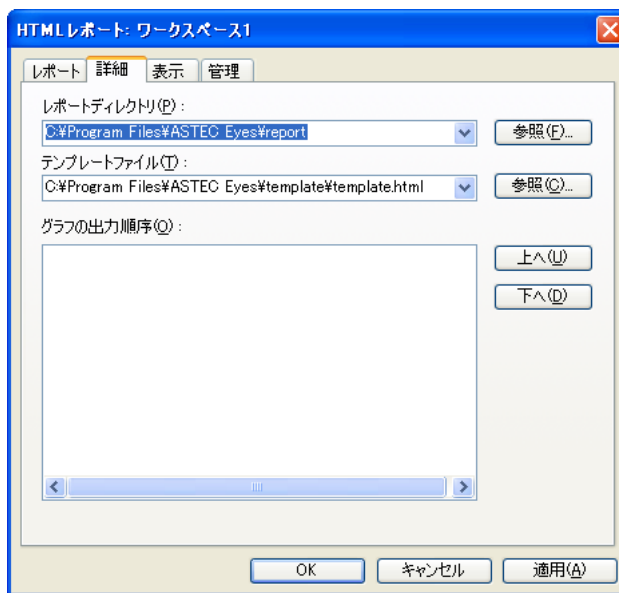 HTMLレポート: ワークスペース1
レポート 詳細 表示 管理
レポートディレクトリ(P) :
C:¥Program Files¥ASTEC Eyes¥report 参照(F)...
テンプレートファイル(T) :
C:¥Program Files¥ASTEC Eyes¥template¥template.html 参照(C)...
グラフの出力順序(O) :
上へ(U)
下へ(D)
OK キャンセル 適用(A)